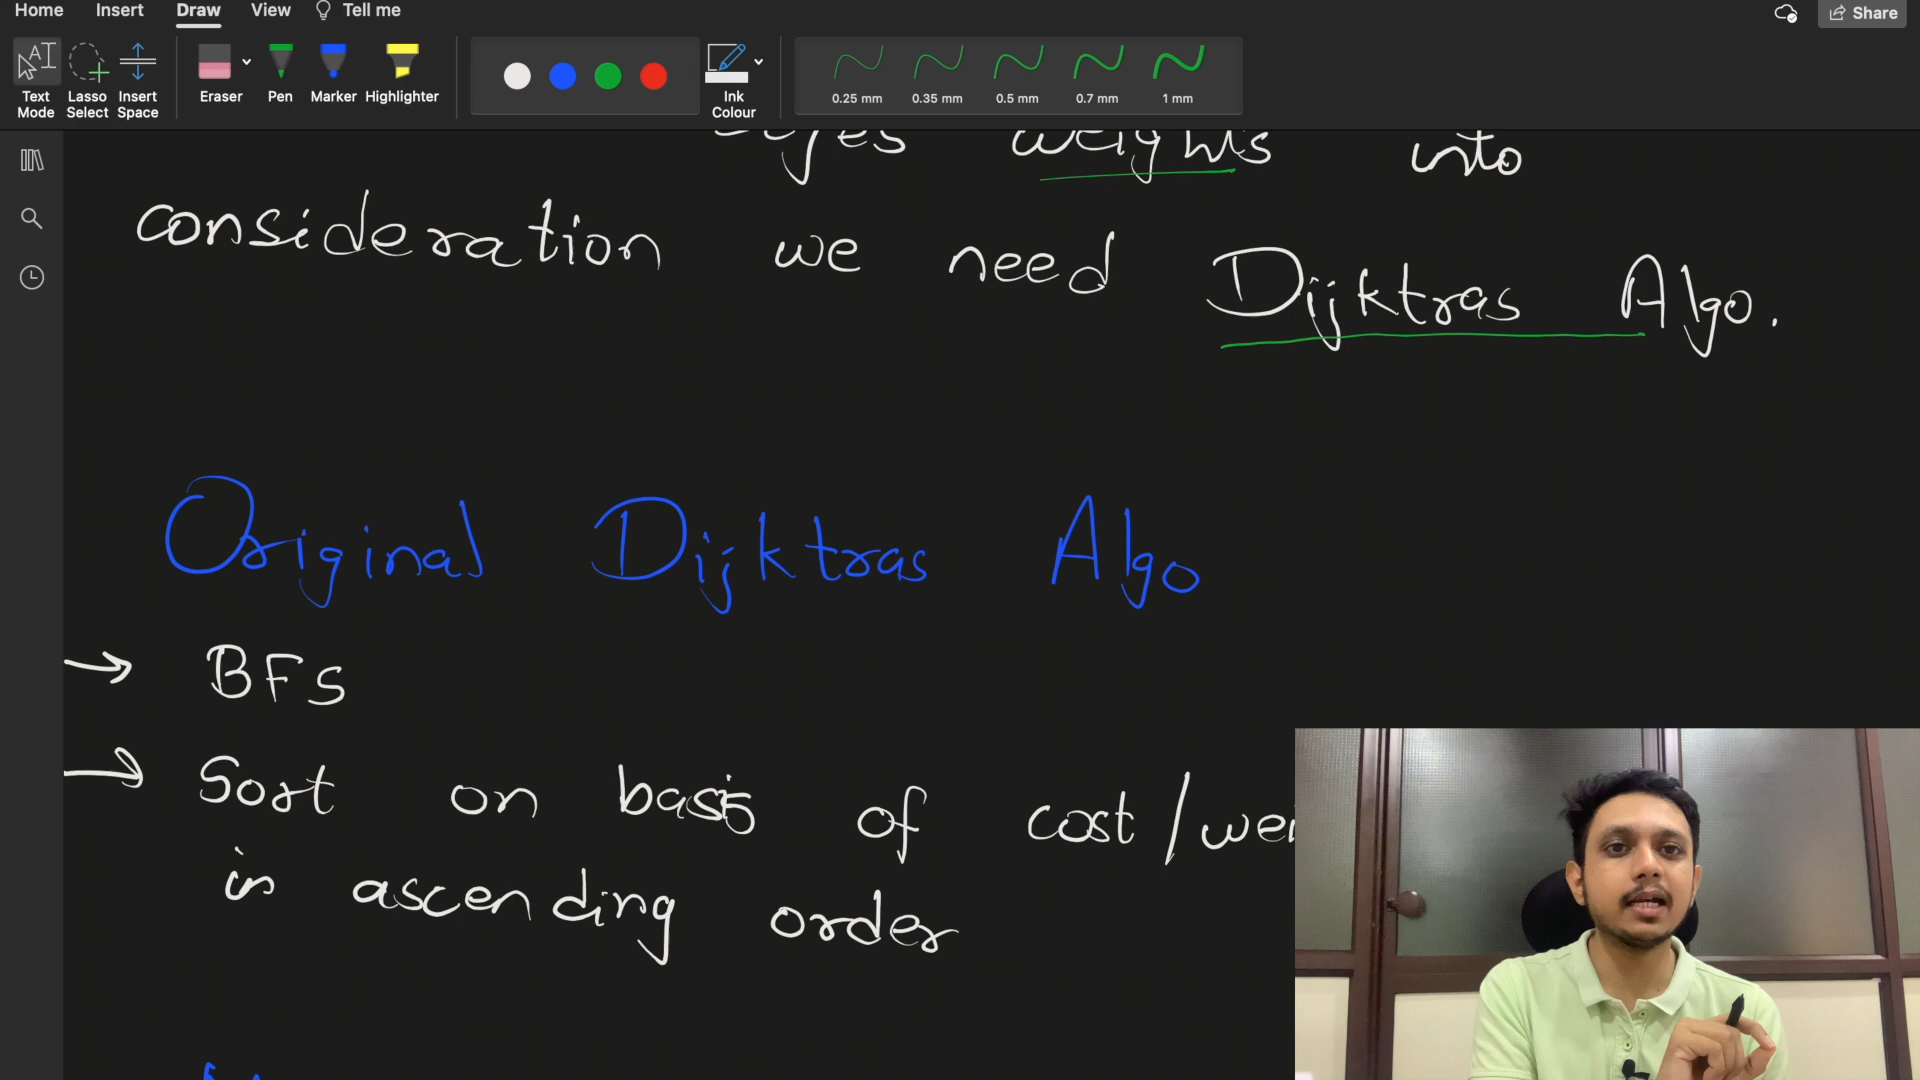 Home Insert Draw View Tell me Share
Text Mode
Lasso Select
Insert Space
Eraser
Pen
Marker
Highlighter
Ink Colour
0.25 mm 0.35 mm 0.5 mm 0.7 mm 1 mm
weights into
consideration we need Dijktras Algo.
Original Dijktras Algo
→ BFS
→ Sort on basis of cost/wei
in ascending order